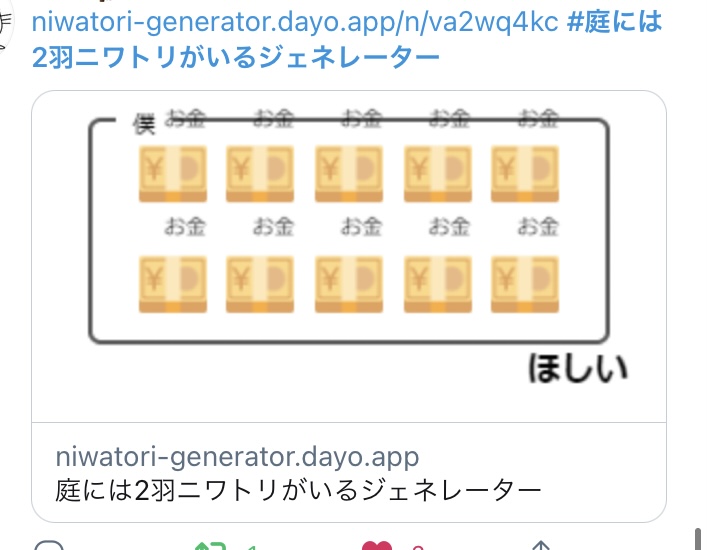 niwatori-generator.dayo.app/n/va2wq4kc #庭には
2羽ニワトリがいるジェネレーター
僕 お金 お金 お金 お金 お金
お金 お金 お金 お金 お金
ほしい
niwatori-generator.dayo.app
庭には2羽ニワトリがいるジェネレーター